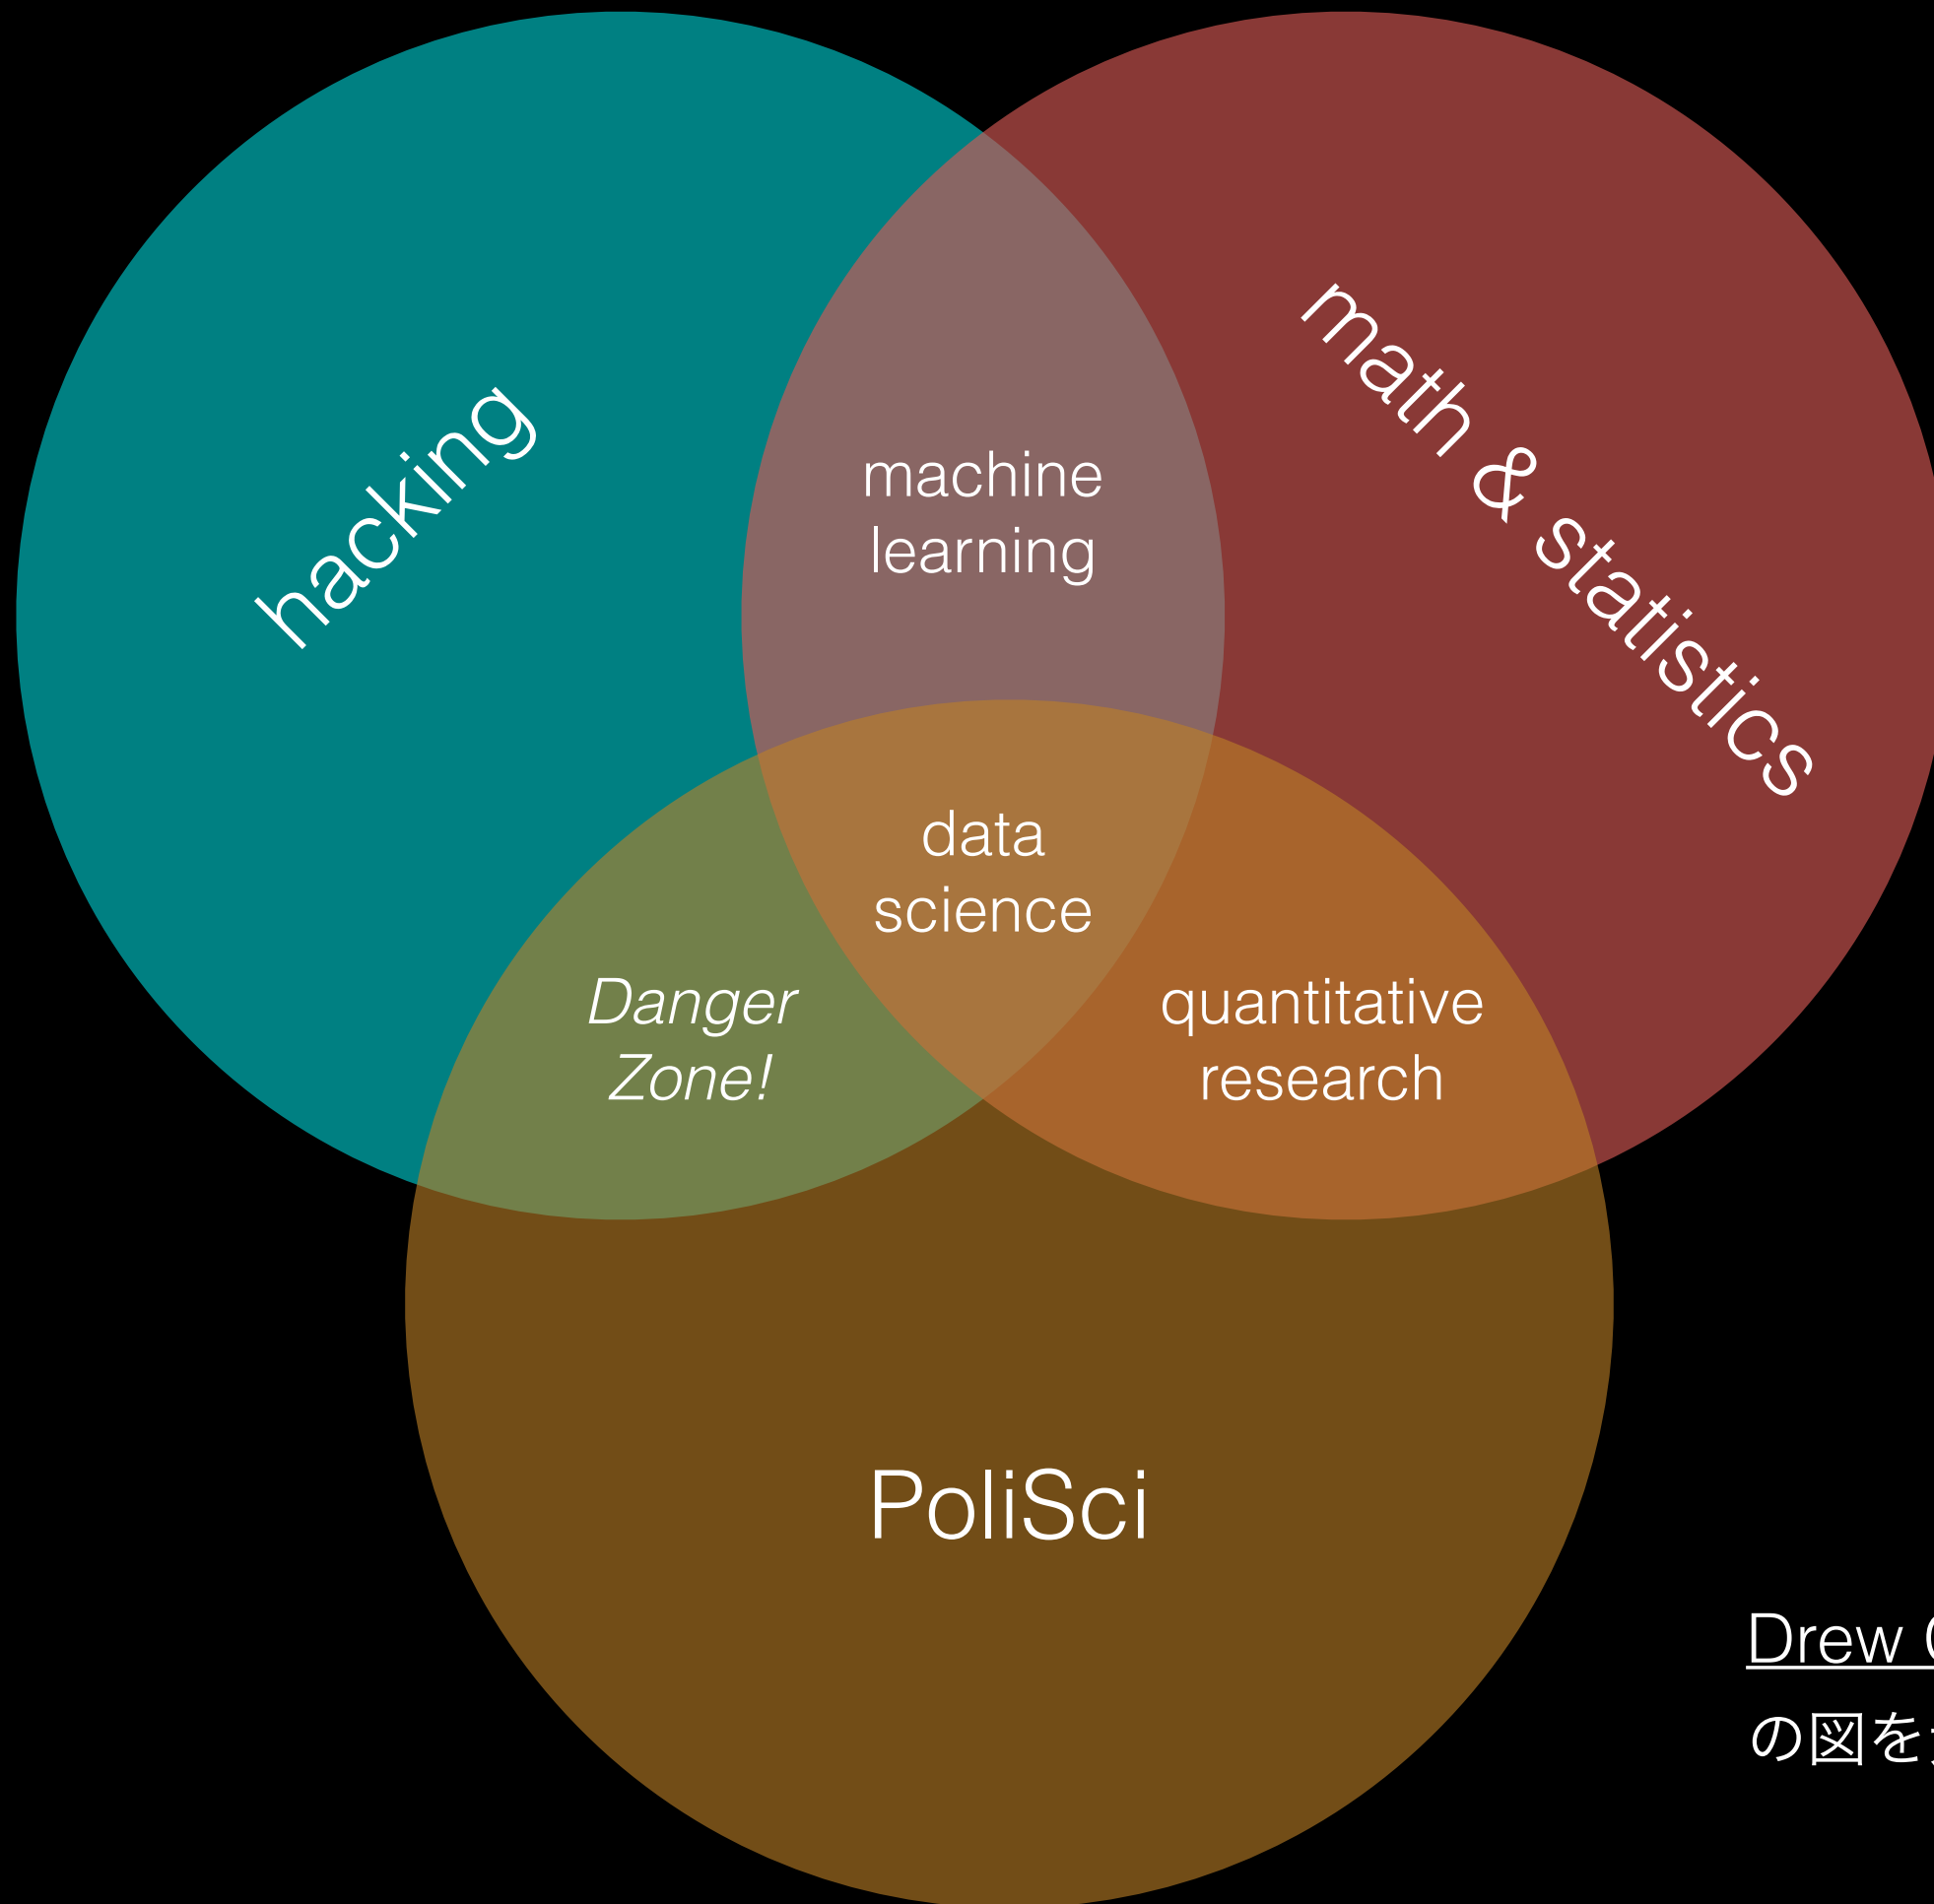 hacking
math & statistics
machine
learning
data
science
Danger
Zone!
quantitative
research
PoliSci
Drew
の図を